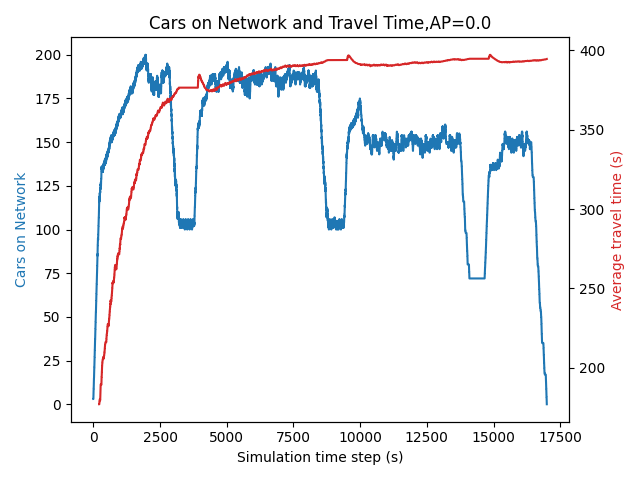 Cars on Network and Travel Time,AP=0.0
Cars on Network
200
175
150
125
100
75
50
25
0
400
350
300
250
200
Average travel time (s)
0 2500 5000 7500 10000 12500 15000 17500
Simulation time step (s)